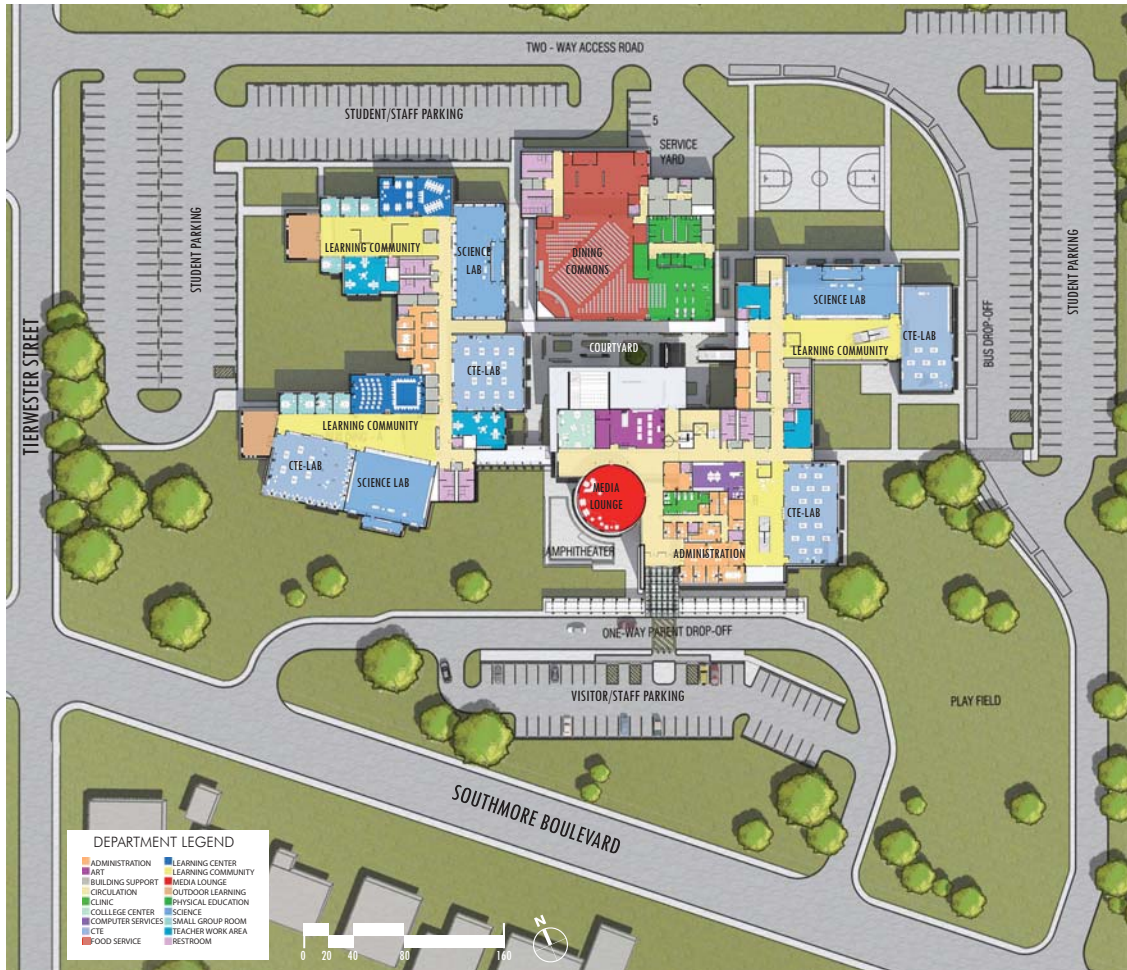 TWO - WAY ACCESS ROAD
STUDENT/STAFF PARKING
5
SERVICE
YARD
STUDENT PARKING
LEARNING COMMUNITY
SCIENCE
LAB
DINING
COMMONS
SCIENCE LAB
STUDENT PARKING
TIERWESTER STREET
COURTYARD
LEARNING COMMUNITY
CTE-LAB
BUS DROP-OFF
CTE-LAB
LEARNING COMMUNITY
CTE-LAB
SCIENCE LAB
MEDIA
LOUNGE
CTE-LAB
AMPHITHEATER
ADMINISTRATION
ONE-WAY PARENT DROP-OFF
VISITOR/STAFF PARKING
PLAY FIELD
SOUTHMORE BOULEVARD
DEPARTMENT LEGEND
ADMINISTRATION
ART
BUILDING SUPPORT
CIRCULATION
CLINIC
COLLLEGE CENTER
COMPUTER SERVICES
CTE
FOOD SERVICE
LEARNING CENTER
LEARNING COMMUNITY
MEDIA LOUNGE
OUTDOOR LEARNING
PHYSICAL EDUCATION
SCIENCE
SMALL GROUP ROOM
TEACHER WORK AREA
RESTROOM
0 20 40 80 160
N